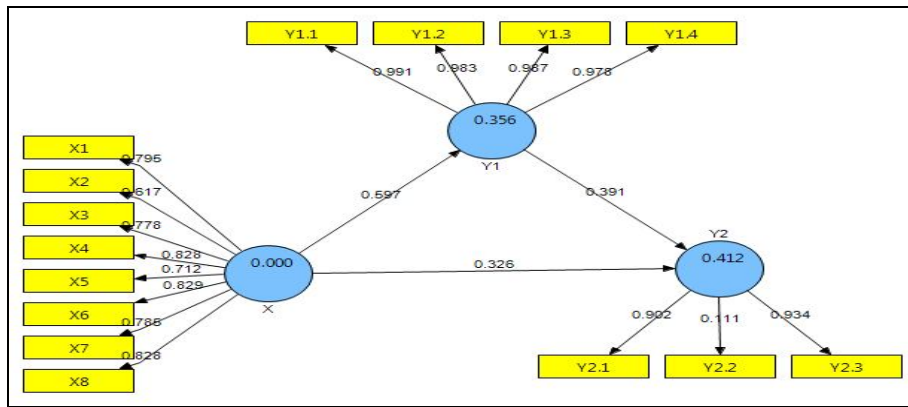 Y1.1
Y1.2
Y1.3
Y1.4
0.991
0.983
0.987
0.978
0.356
Y1
X1
X2
X3
X4
X5
X6
X7
X8
0.795
0.617
0.778
0.828
0.712
0.829
0.785
0.828
0.000
X
0.597
0.391
0.326
Y2
0.412
0.902
0.111
0.934
Y2.1
Y2.2
Y2.3